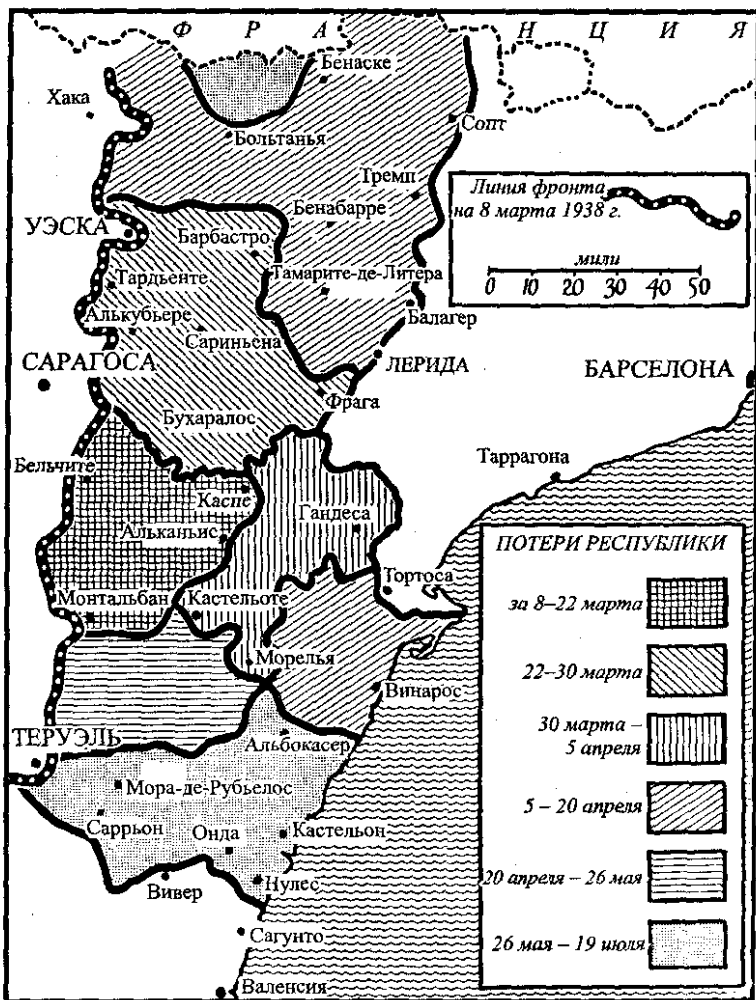 Ф Р А Н Ц И Я
Бенаске
Хака
Больтанья
Сопт
Тремп
Линия фронта
на 8 марта 1938 г.
мили
0 10 20 30 40 50
УЭСКА
Бенабарре
Барбастро
Тардьенте
Тамарите-де-Литера
Алькубьере
Сариньена
Балагер
САРАГОСА
ЛЕРИДА
БАРСЕЛОНА
Фрага
Бухаралос
Таррагона
Бельчите
Каспе
Гандеса
Альканьис
ПОТЕРИ РЕСПУБЛИКИ
Тортоса
за 8–22 марта
Монтальбан
Кастельоте
22–30 марта
Морелья
Винарос
30 марта –
5 апреля
ТЕРУЭЛЬ
Альбокасер
Мора-де-Рубьелос
5 – 20 апреля
Саррьон
Онда
Кастельон
20 апреля – 26 мая
Вивер
Нулес
26 мая – 19 июля
Сагунто
Валенсия